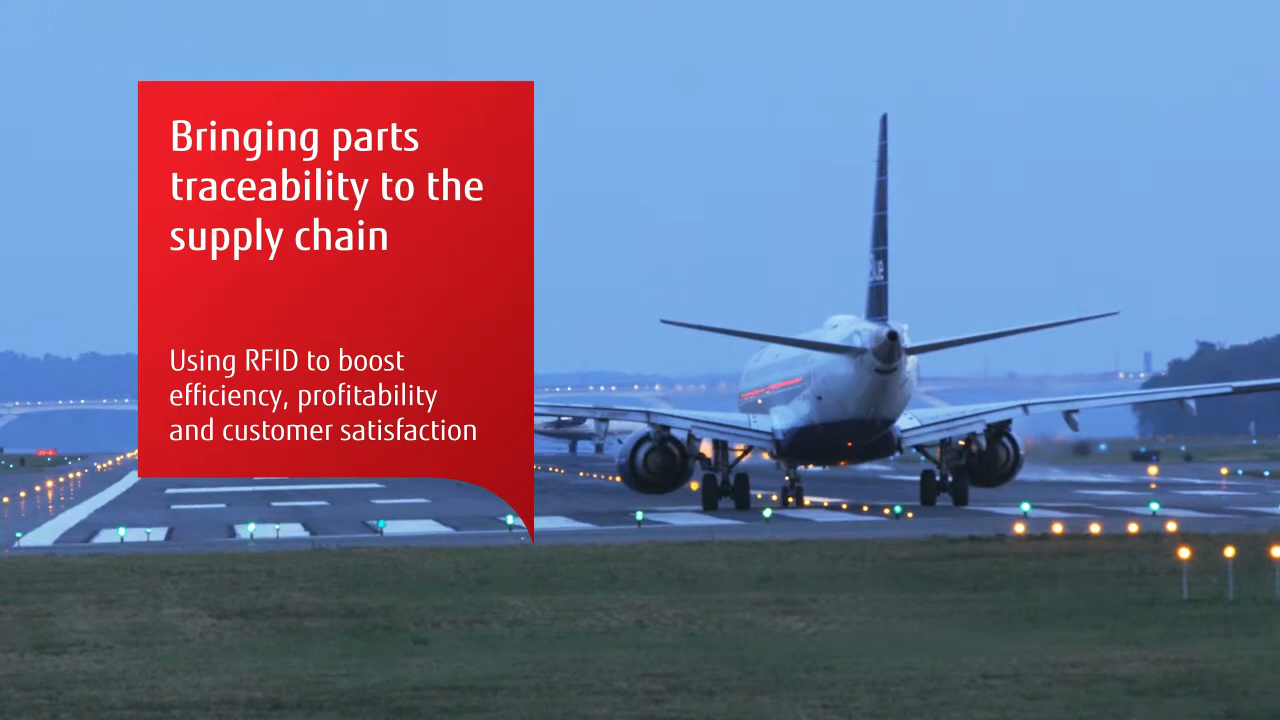 Bringing parts
traceability to the
supply chain
Using RFID to boost
efficiency, profitability
and customer satisfaction